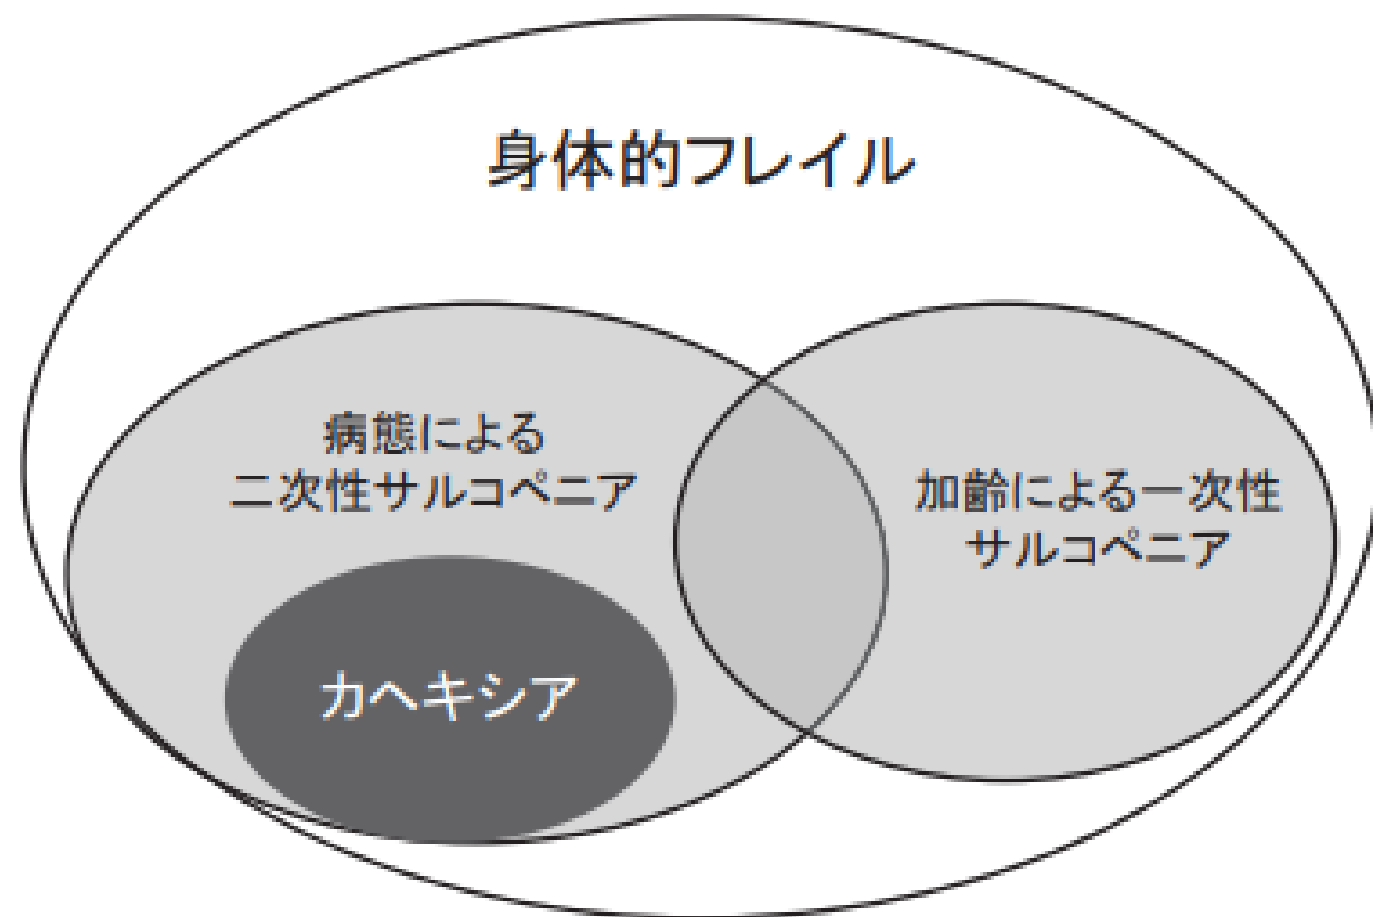 身体的フレイル
病態による
二次性サルコペニア
加齢による一次性
サルコペニア
カヘキシア